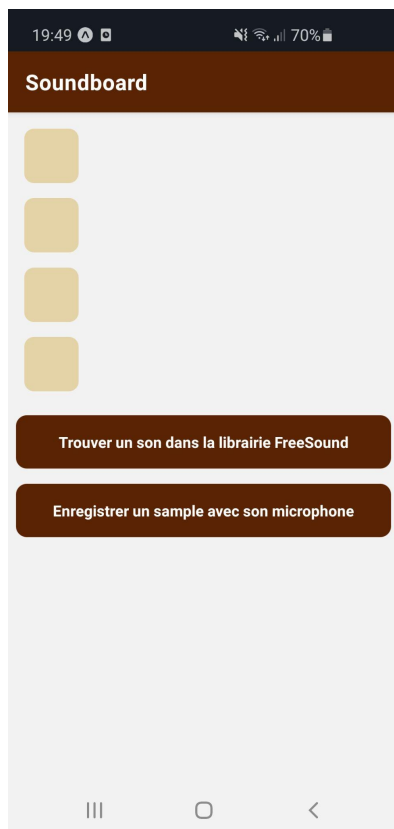 19:49 70%
Soundboard
Trouver un son dans la librairie FreeSound
Enregistrer un sample avec son microphone